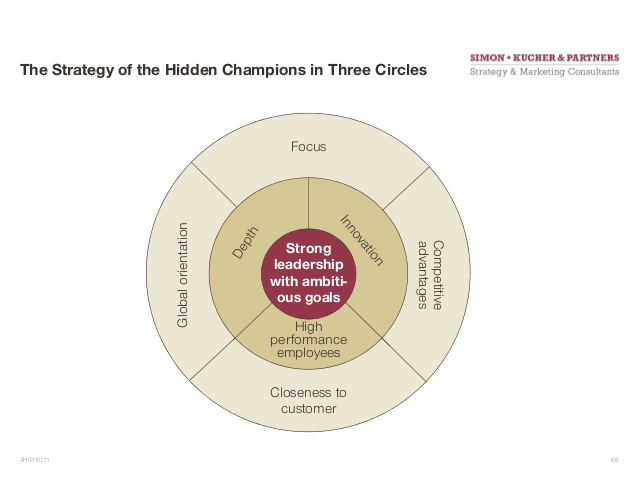 SIMON • KUCHER & PARTNERS
Strategy & Marketing Consultants
The Strategy of the Hidden Champions in Three Circles
Focus
Depth
Innovation
Global orientation
Competitive
advantages
Strong
leadership
with ambiti-
ous goals
High
performance
employees
Closeness to
customer
66